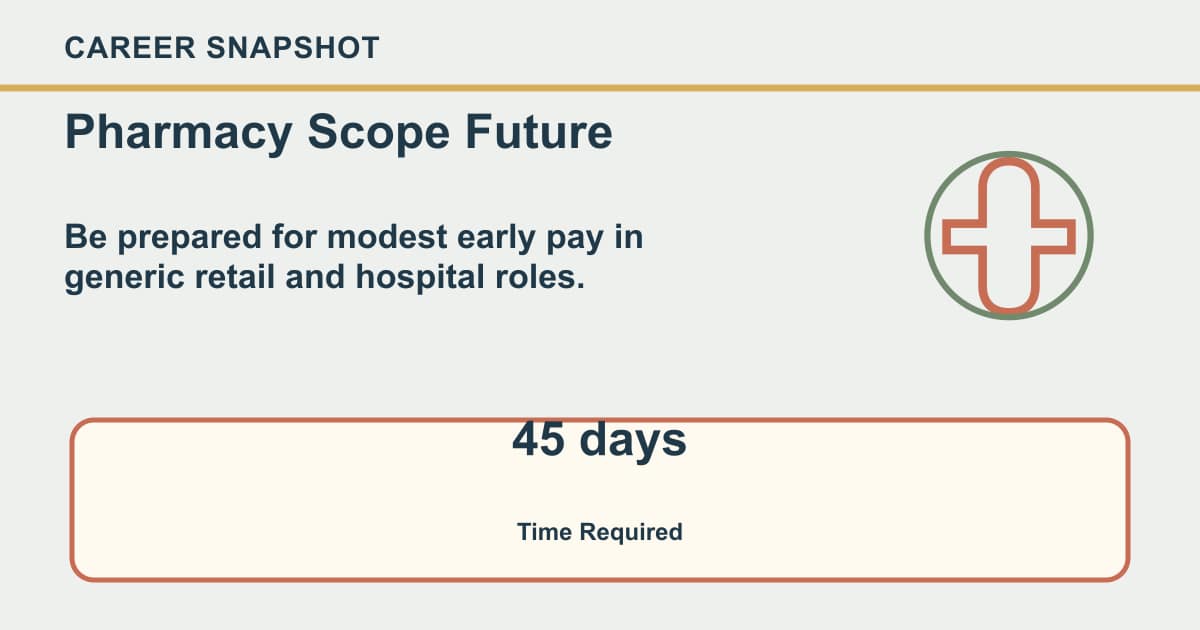 CAREER SNAPSHOT
Pharmacy Scope Future
Be prepared for modest early pay in
generic retail and hospital roles.
45 days
Time Required